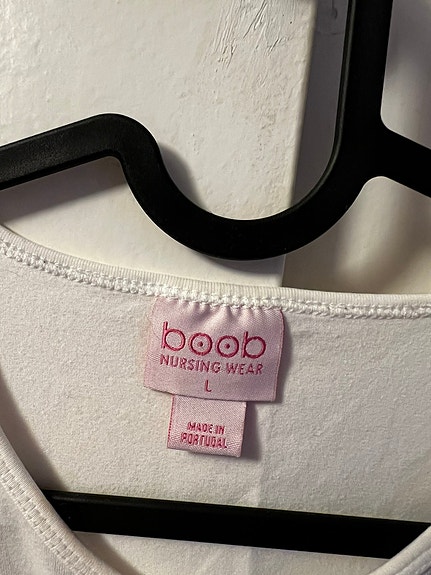 boob
NURSING WEAR
L
MADE IN
PORTUGAL